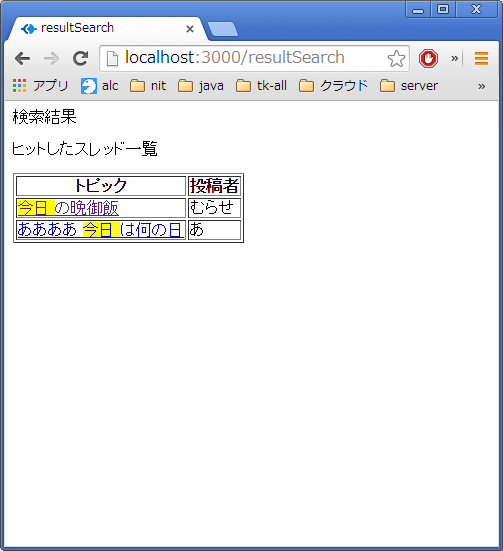 resultSearch
localhost:3000/resultSearch
アプリ alc nit java tk-all クラウド server »
検索結果
ヒットしたスレッド一覧
トピック 投稿者
今日 の晩御飯 むらせ
ああああ 今日 は何の日 あ